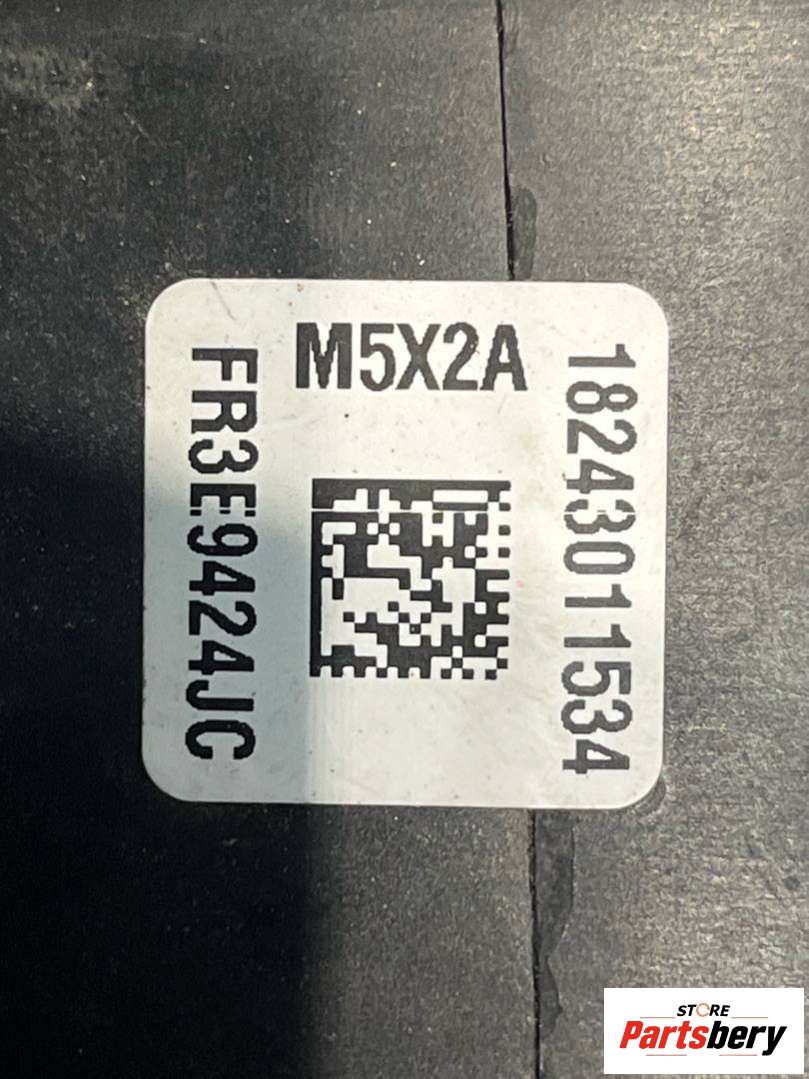 M5X2A
FR3E9424JC
18243011534
STORE
Partsbery